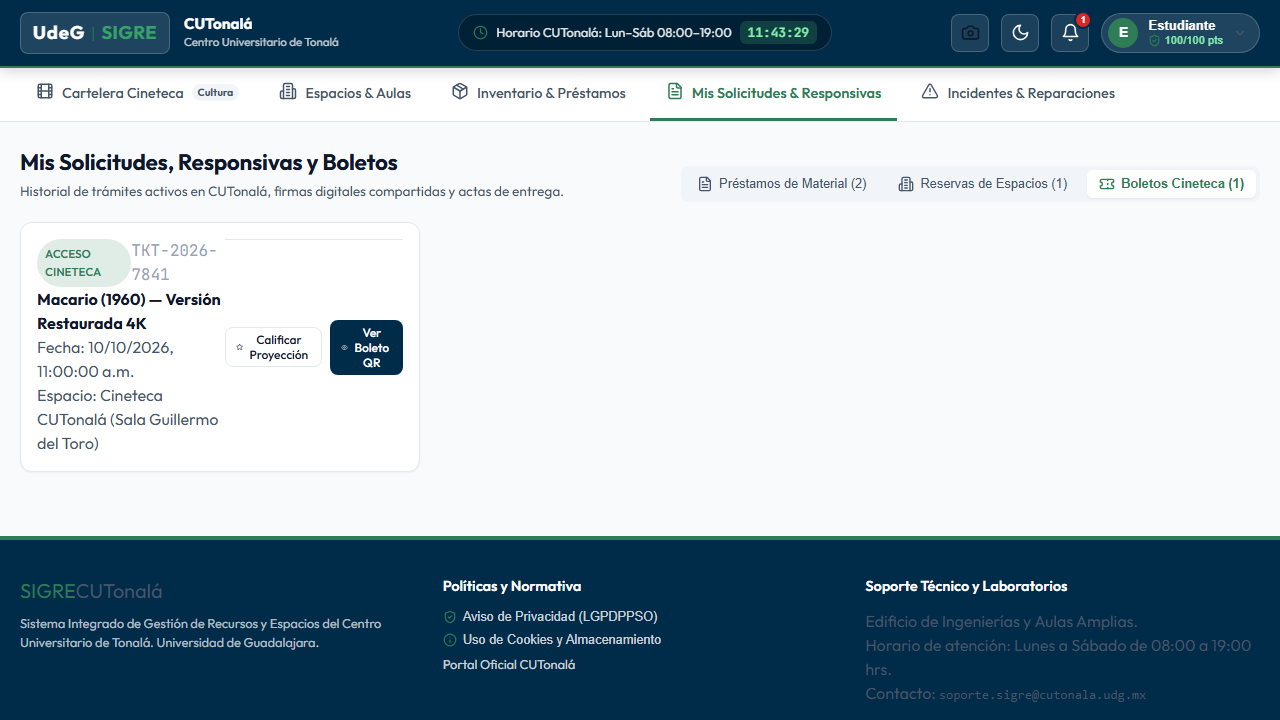 UdeG | SIGRE
CUTonalá
Centro Universitario de Tonalá
Horario CUTonalá: Lun–Sáb 08:00–19:00 11:43:29
1
E
Estudiante
100/100 pts
Cartelera Cineteca Cultura
Espacios & Aulas
Inventario & Préstamos
Mis Solicitudes & Responsivas
Incidentes & Reparaciones
Mis Solicitudes, Responsivas y Boletos
Historial de trámites activos en CUTonalá, firmas digitales compartidas y actas de entrega.
Préstamos de Material (2)
Reservas de Espacios (1)
Boletos Cineteca (1)
ACCESO
CINETECA
TKT-2026-
7841
Macario (1960) — Versión
Restaurada 4K
Fecha: 10/10/2026,
11:00:00 a.m.
Espacio: Cineteca
CUTonalá (Sala Guillermo
del Toro)
Calificar
Proyección
Ver
Boleto
QR
SIGRECUTonalá
Sistema Integrado de Gestión de Recursos y Espacios del Centro
Universitario de Tonalá. Universidad de Guadalajara.
Políticas y Normativa
Aviso de Privacidad (LGPDPPSO)
Uso de Cookies y Almacenamiento
Portal Oficial CUTonalá
Soporte Técnico y Laboratorios
Edificio de Ingenierías y Aulas Amplias.
Horario de atención: Lunes a Sábado de 08:00 a 19:00
hrs.
Contacto: soporte.sigre@cutonala.udg.mx